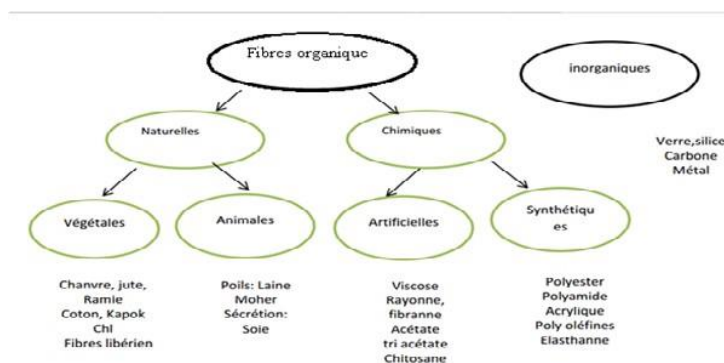 Fibres organique
inorganiques
Naturelles
Chimiques
Verre,silice
Carbone
Métal
Végétales
Animales
Artificielles
Synthétiqu
es
Chanvre, jute,
Ramie
Coton, Kapok
Chl
Fibres libérien
Poils: Laine
Moher
Sécrétion:
Soie
Viscose
Rayonne,
fibranne
Acétate
tri acétate
Chitosane
Polyester
Polyamide
Acrylique
Poly oléfines
Elasthanne